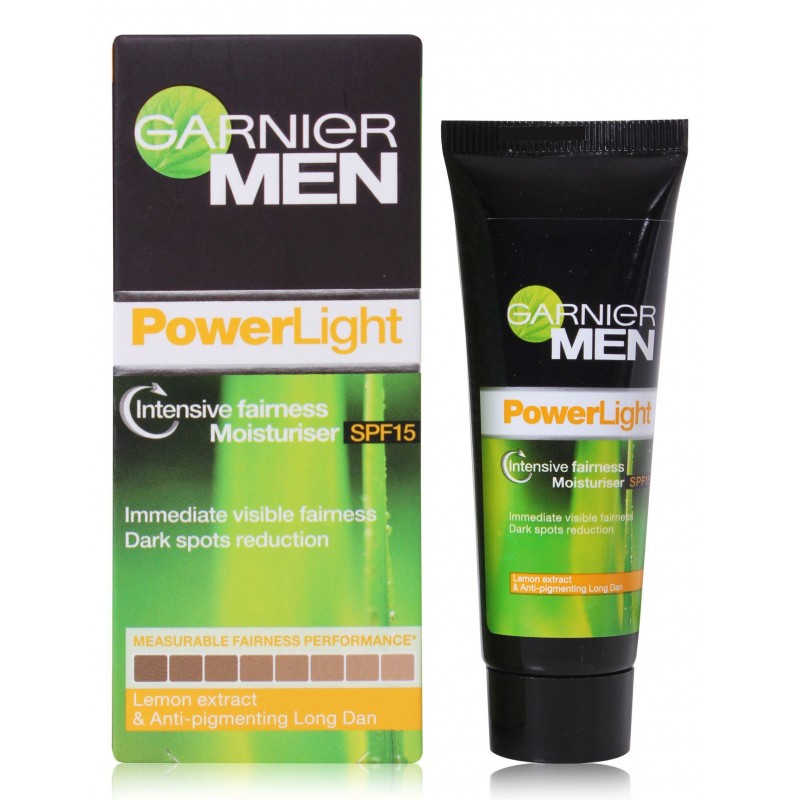 GARNIER
MEN
PowerLight
Intensive fairness
Moisturiser SPF15
Immediate visible fairness
Dark spots reduction
MEASURABLE FAIRNESS PERFORMANCE*
Lemon extract
& Anti-pigmenting Long Dan
GARNIER
MEN
PowerLight
Intensive fairness
Moisturiser SPF15
Immediate visible fairness
Dark spots reduction
Lemon extract
& Anti-pigmenting Long Dan